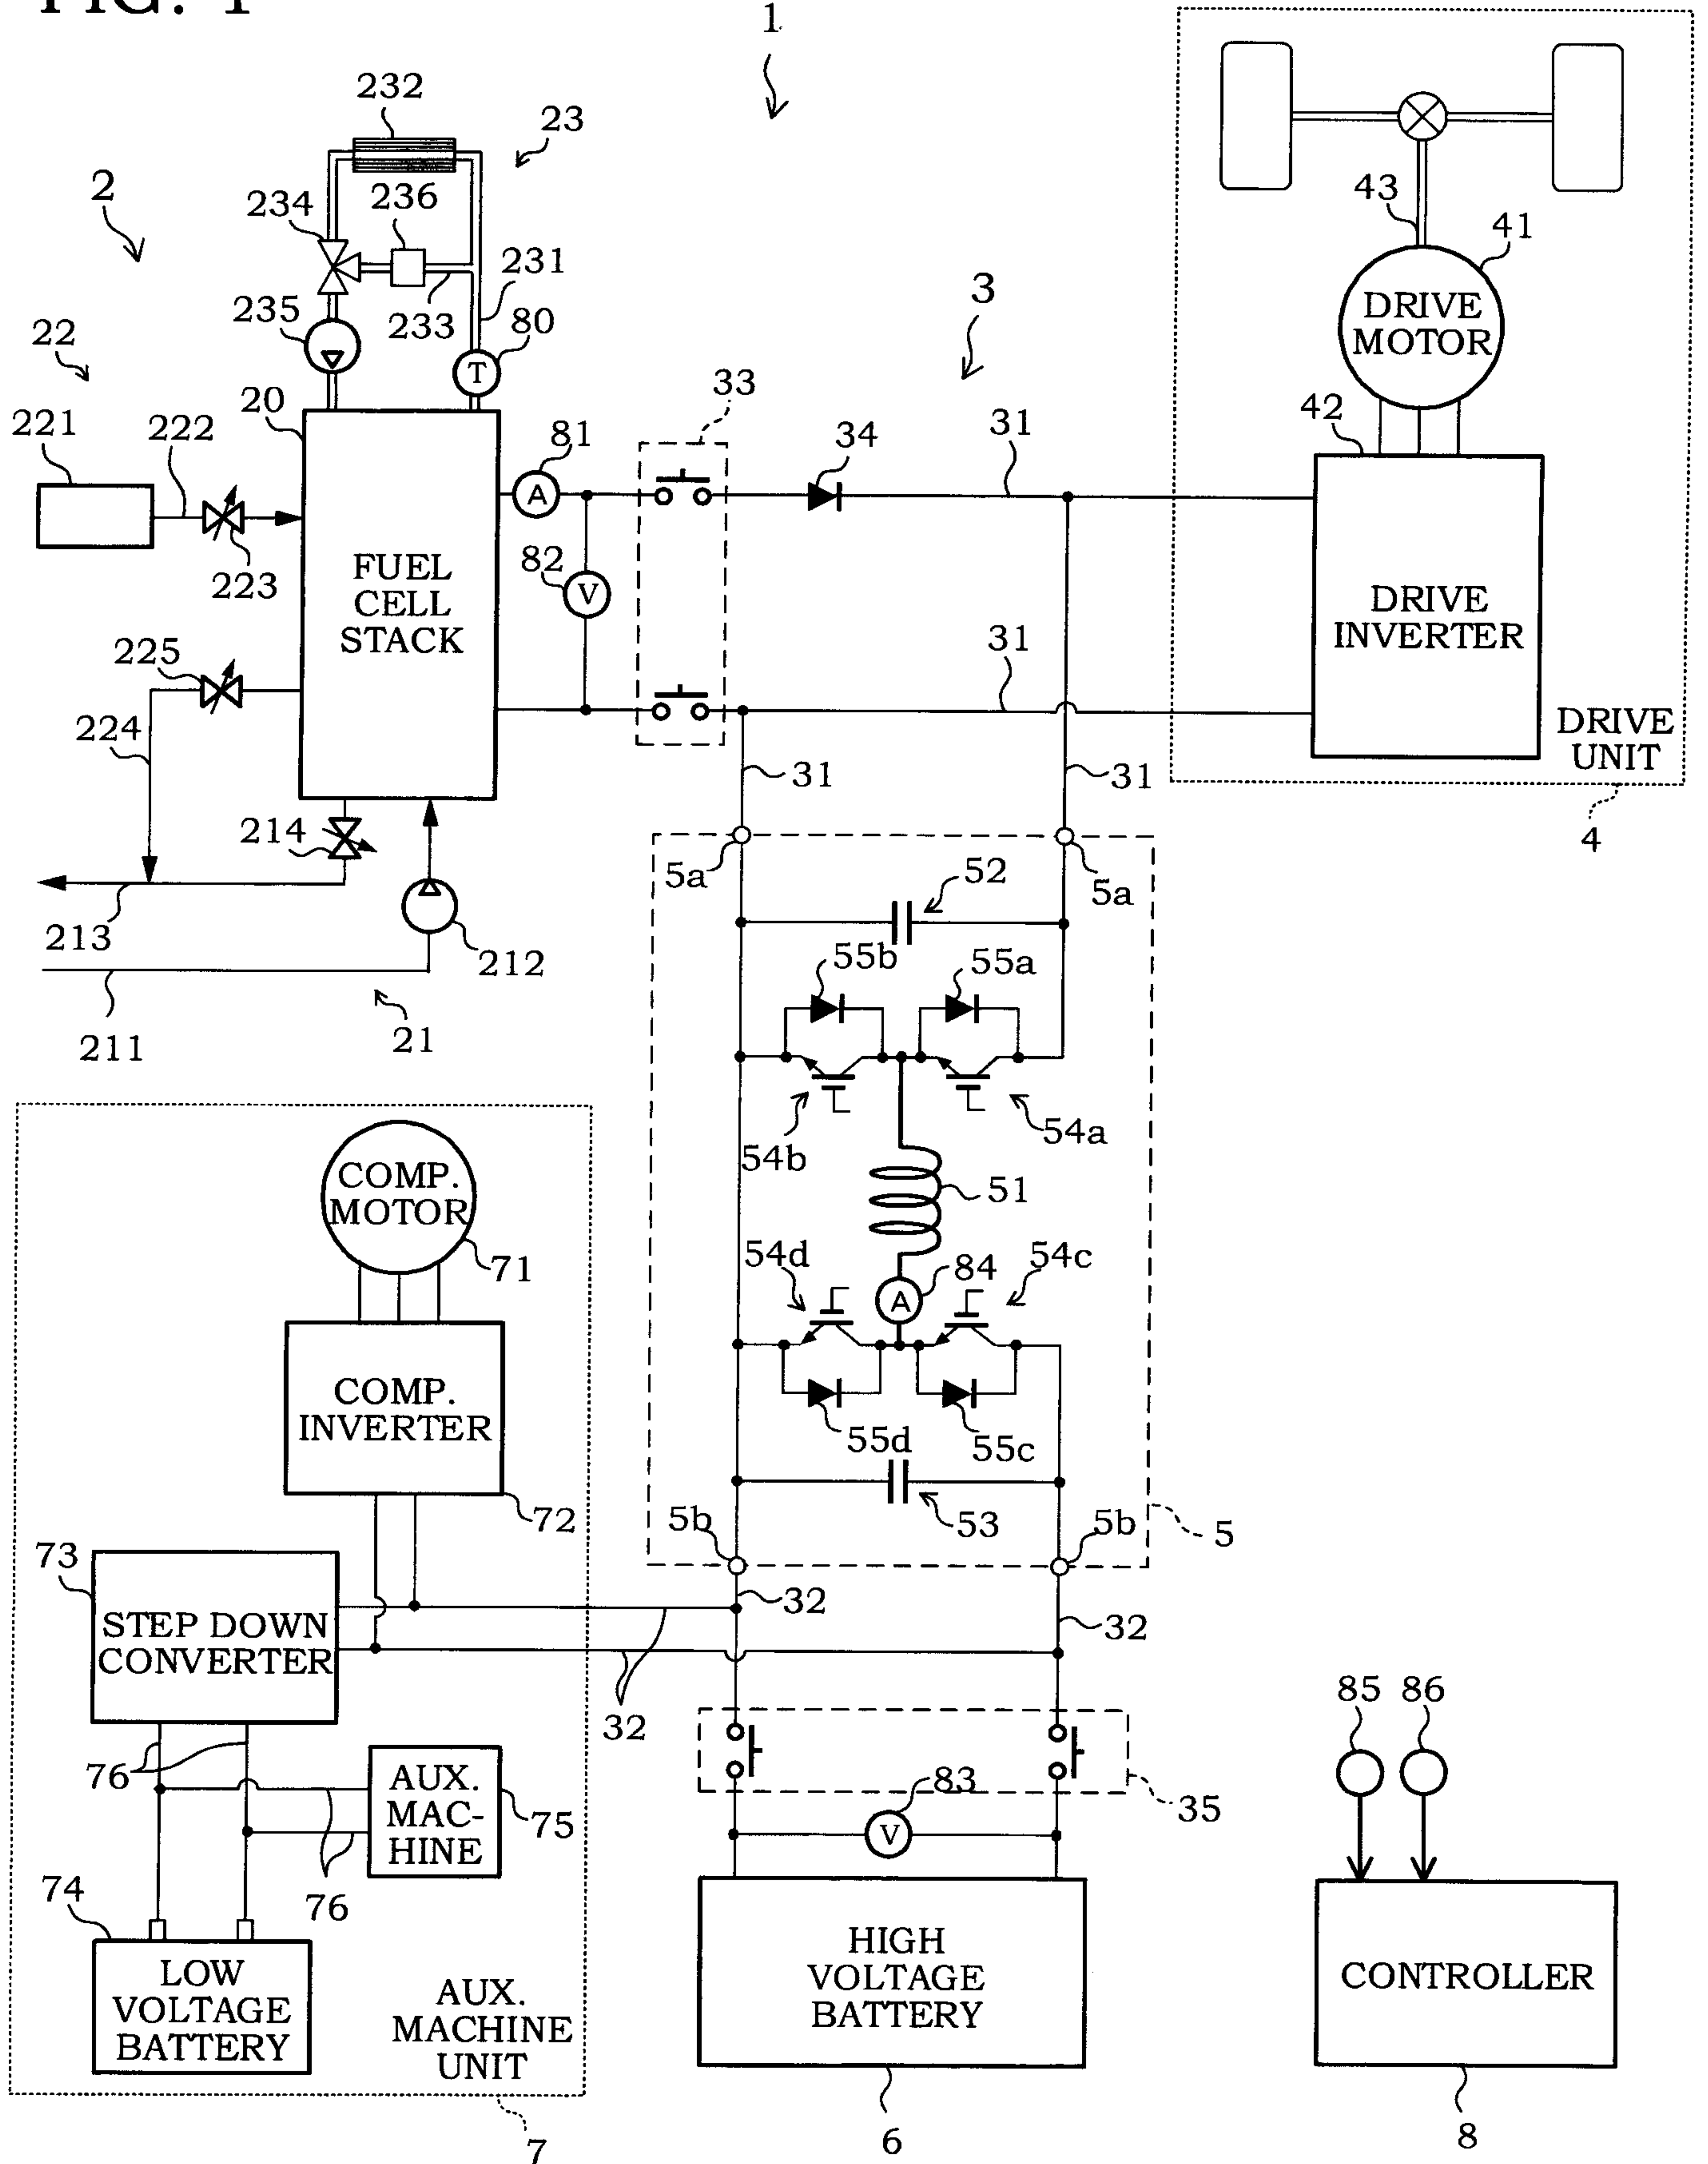 FIG. 1
1
232
23
2
234
236
231
235
233
80
T
22
20
33
221
222
81
34
31
A
223
82
V
FUEL
CELL
STACK
225
224
31
31
31
214
213
212
211
21
43
41
DRIVE
MOTOR
42
3
DRIVE
INVERTER
DRIVE
UNIT
4
5a
5a
52
55b
55a
54b
54a
51
54d
84
54c
A
55d
55c
53
5b
5b
5
COMP.
MOTOR
71
COMP.
INVERTER
72
73
STEP DOWN
CONVERTER
32
32
32
76
AUX.
MAC-
HINE
75
76
74
LOW
VOLTAGE
BATTERY
AUX.
MACHINE
UNIT
7
83
V
35
HIGH
VOLTAGE
BATTERY
6
85
86
CONTROLLER
8